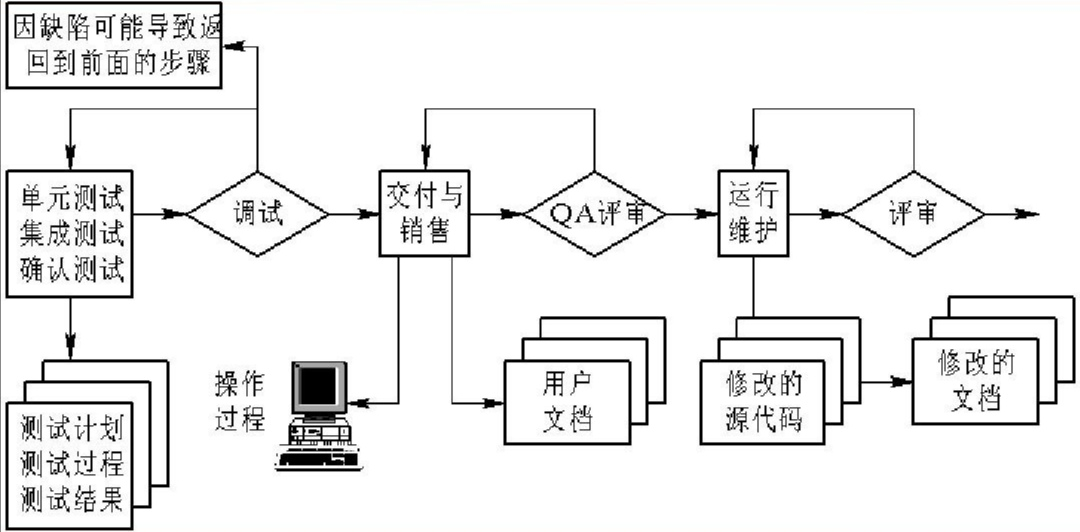 因缺陷可能导致返
回到前面的步骤
单元测试
集成测试
确认测试
调试
交付与
销售
QA评审
运行
维护
评审
操作
过程
用户
文档
修改的
源代码
修改的
文档
测试计划
测试过程
测试结果